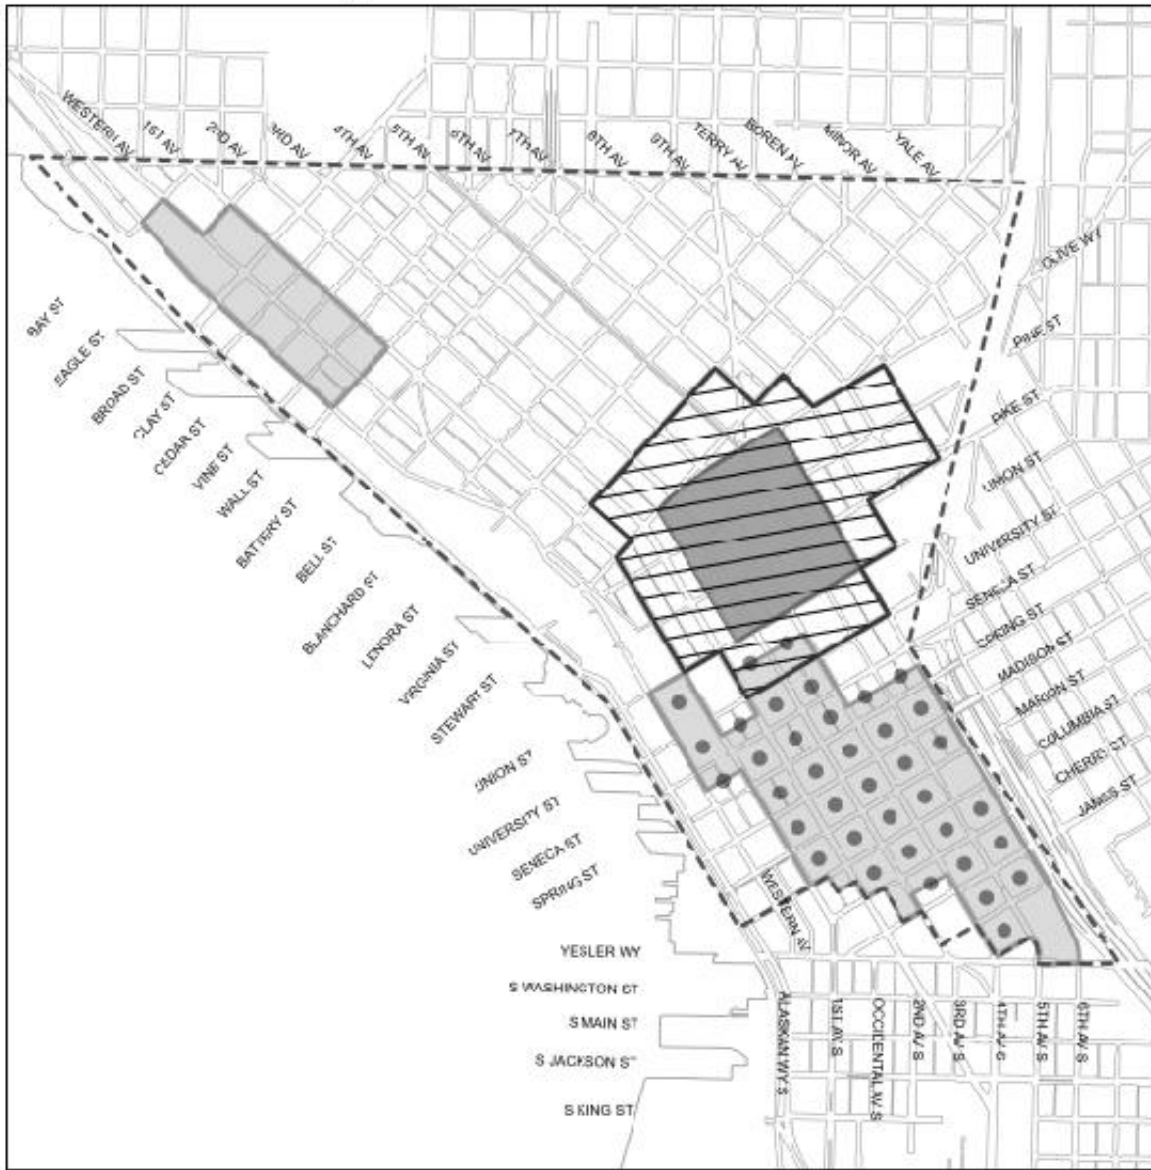 WESTERN AV
1ST AV
2ND AV
3RD AV
4TH AV
5TH AV
6TH AV
7TH AV
8TH AV
9TH AV
TERRY AV
BOREN AV
MINOR AV
YALE AV
OLIVE WY
PINE ST
PIKE ST
UNION ST
UNIVERSITY ST
SENECA ST
SPRING ST
MADISON ST
MARION ST
COLUMBIA ST
CHERRY ST
JAMES ST
BAY ST
EAGLE ST
BROAD ST
CLAY ST
CEDAR ST
VINE ST
WALL ST
BATTERY ST
BELL ST
BLANCHARD ST
LENORA ST
VIRGINIA ST
STEWART ST
UNION ST
UNIVERSITY ST
SENECA ST
SPRING ST
WESTERN AV
YESLER WY
S WASHINGTON ST
S MAIN ST
S JACKSON ST
S KING ST
ALASKAN WY S
1ST AV S
OCCIDENTAL AV S
2ND AV S
3RD AV S
4TH AV S
5TH AV S
6TH AV S